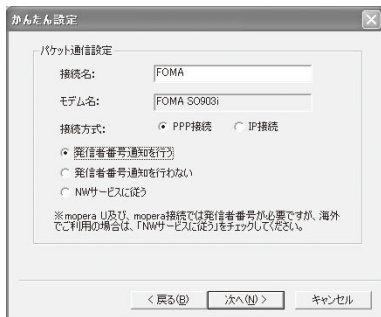 かんたん設定
パケット通信設定
接続名: FOMA
モデム名: FOMA SO903i
接続方式: PPP接続 IP接続
発信者番号通知を行う
発信者番号通知を行わない
NWサービスに従う
※mopera U及び、mopera接続では発信者番号が必要ですが、海外
でご利用の場合は、「NWサービスに従う」をチェックしてください。
< 戻る(B) 次へ(N) > キャンセル